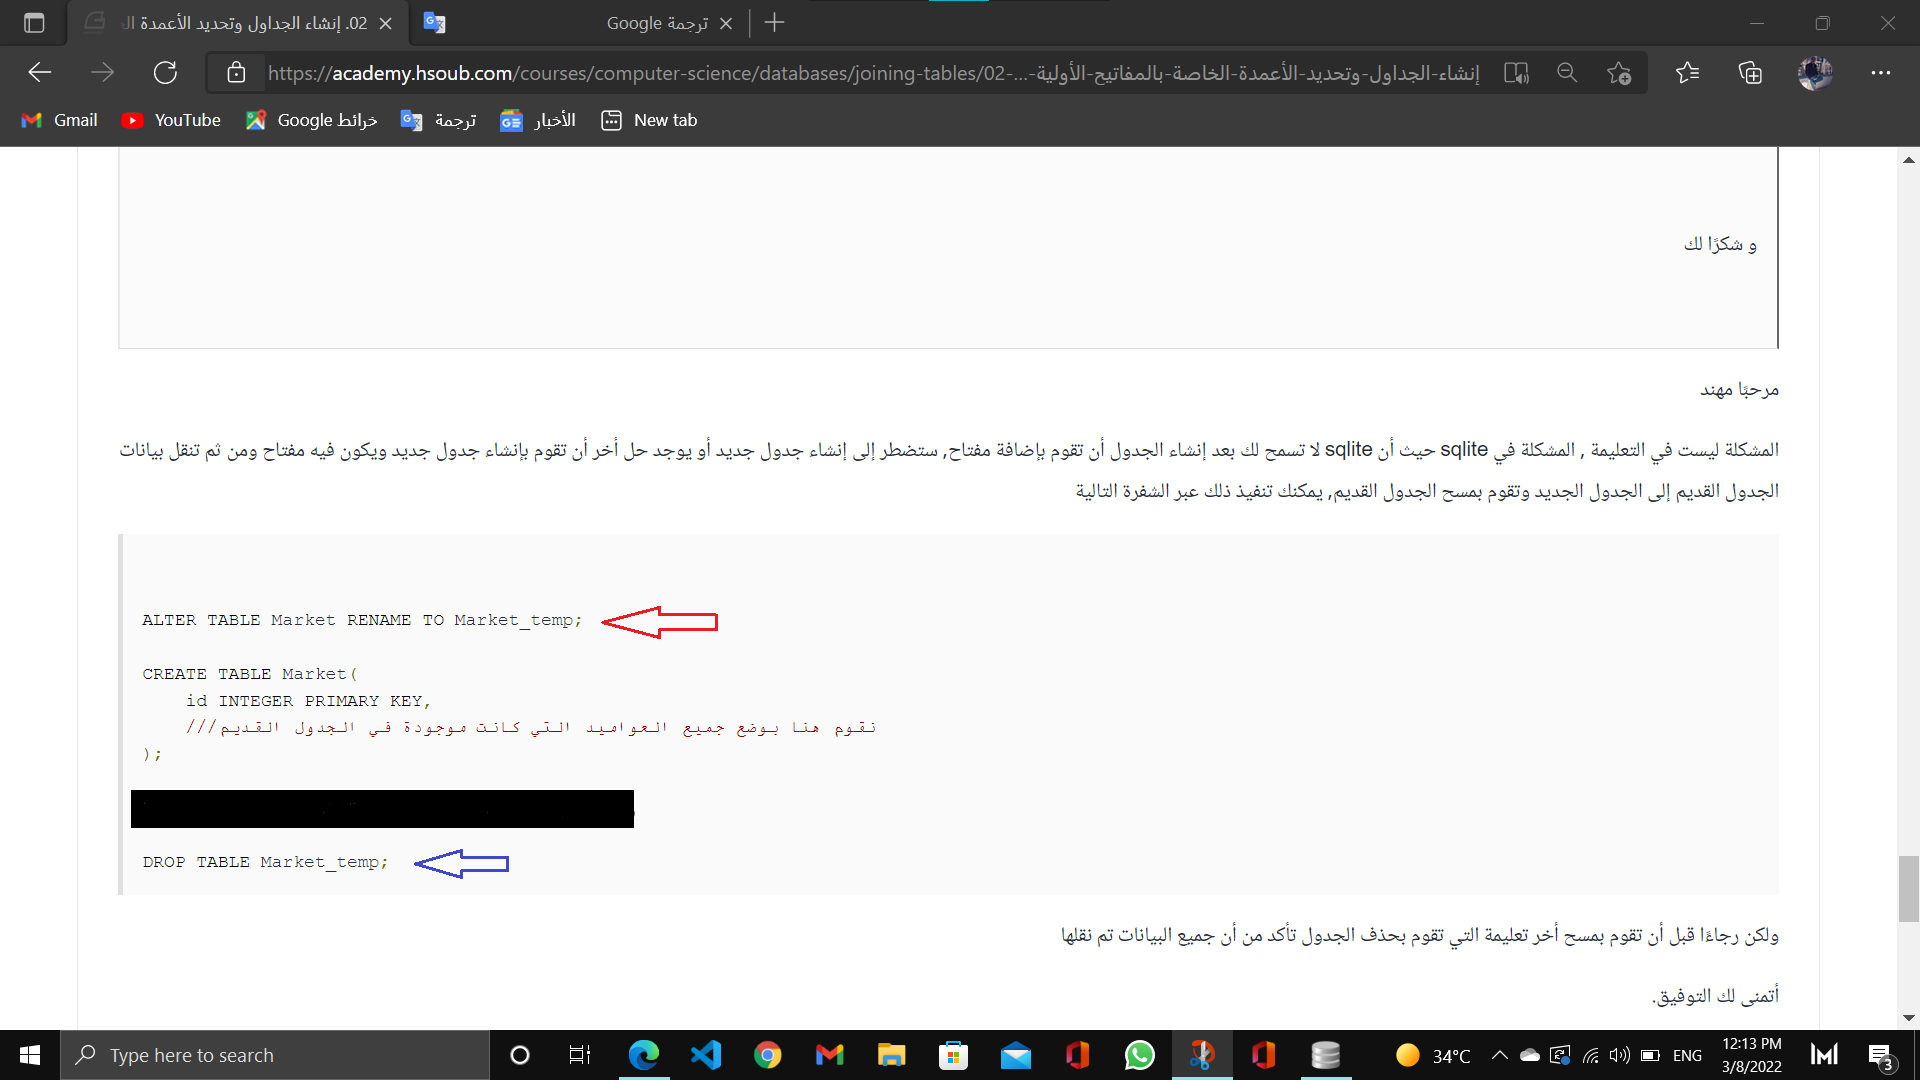 02. إنشاء الجداول وتحديد الأعمدة ال
ترجمة Google
https://academy.hsoub.com/courses/computer-science/databases/joining-tables/02-...-إنشاء-الجداول-وتحديد-الأعمدة-الخاصة-بالمفاتيح-الأولية
Gmail
YouTube
خرائط Google
ترجمة
الأخبار
New tab
و شكرًا لك
مرحبًا مهند
المشكلة ليست في التعليمة , المشكلة في sqlite حيث أن sqlite لا تسمح لك بعد إنشاء الجدول أن تقوم بإضافة مفتاح, ستضطر إلى إنشاء جدول جديد أو يوجد حل أخر أن تقوم بإنشاء جدول جديد ويكون فيه مفتاح ومن ثم تنقل بيانات
الجدول القديم إلى الجدول الجديد وتقوم بمسح الجدول القديم, يمكنك تنفيذ ذلك عبر الشفرة التالية
ALTER TABLE Market RENAME TO Market_temp;
CREATE TABLE Market(
id INTEGER PRIMARY KEY,
///نقوم هنا بوضع جميع العواميد التي كانت موجودة في الجدول القديم
);
DROP TABLE Market_temp;
ولكن رجاءًا قبل أن تقوم بمسح أخر تعليمة التي تقوم بحذف الجدول تأكد من أن جميع البيانات تم نقلها
أتمنى لك التوفيق.
Type here to search
34°C
ENG
12:13 PM
3/8/2022
3